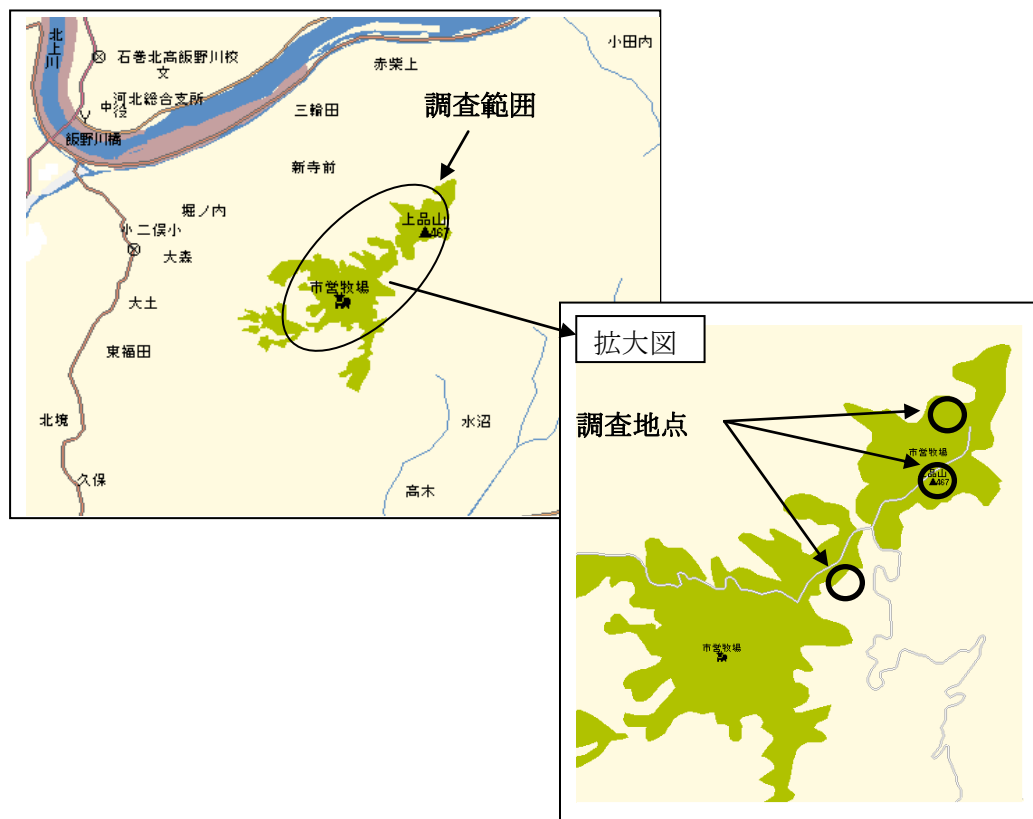 北上川
石巻北高飯野川校
文
河北総合支所
中役
飯野川橋
三輪田
赤柴上
小田内
調査範囲
新寺前
堀ノ内
小二俣小
大森
上品山
467
市営牧場
大土
東福田
北境
久保
水沼
高木
拡大図
調査地点
市営牧場
上品山
467
市営牧場